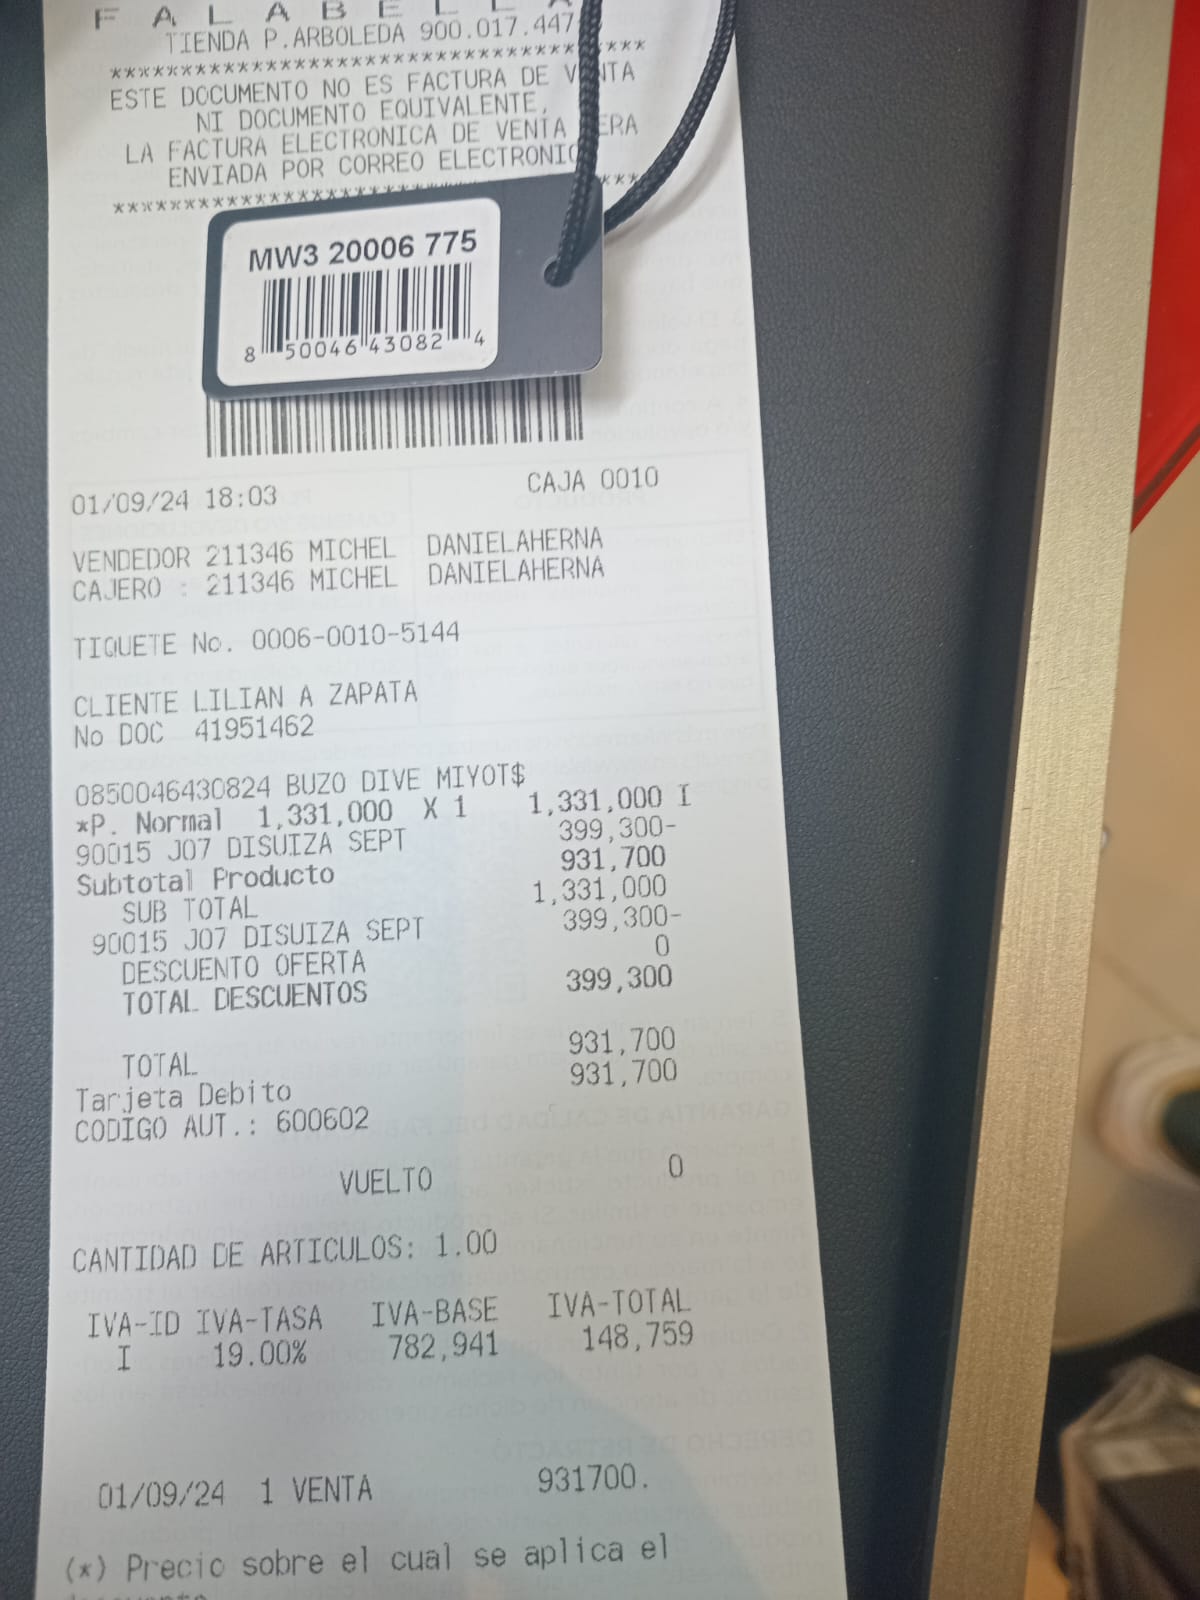 FALABELLA
TIENDA P.ARBOLEDA 900.017.447
************************************
ESTE DOCUMENTO NO ES FACTURA DE VENTA
NI DOCUMENTO EQUIVALENTE,
LA FACTURA ELECTRONICA DE VENTA SERA
ENVIADA POR CORREO ELECTRONICO
************************************
MW3 20006 775
8 50046 43082 4
01/09/24 18:03 CAJA 0010
VENDEDOR 211346 MICHEL DANIELAHERNA
CAJERO : 211346 MICHEL DANIELAHERNA
TIQUETE No. 0006-0010-5144
CLIENTE LILIAN A ZAPATA
No DOC 41951462
0850046430824 BUZO DIVE MIYOT$
*P. Normal 1,331,000 X 1 1,331,000 I
90015 J07 DISUIZA SEPT 399,300-
Subtotal Producto 931,700
SUB TOTAL 1,331,000
90015 J07 DISUIZA SEPT 399,300-
DESCUENTO OFERTA 0
TOTAL DESCUENTOS 399,300
TOTAL 931,700
Tarjeta Debito 931,700
CODIGO AUT.: 600602
VUELTO 0
CANTIDAD DE ARTICULOS: 1.00
IVA-ID IVA-TASA IVA-BASE IVA-TOTAL
I 19.00% 782,941 148,759
01/09/24 1 VENTA 931700.
(*) Precio sobre el cual se aplica el